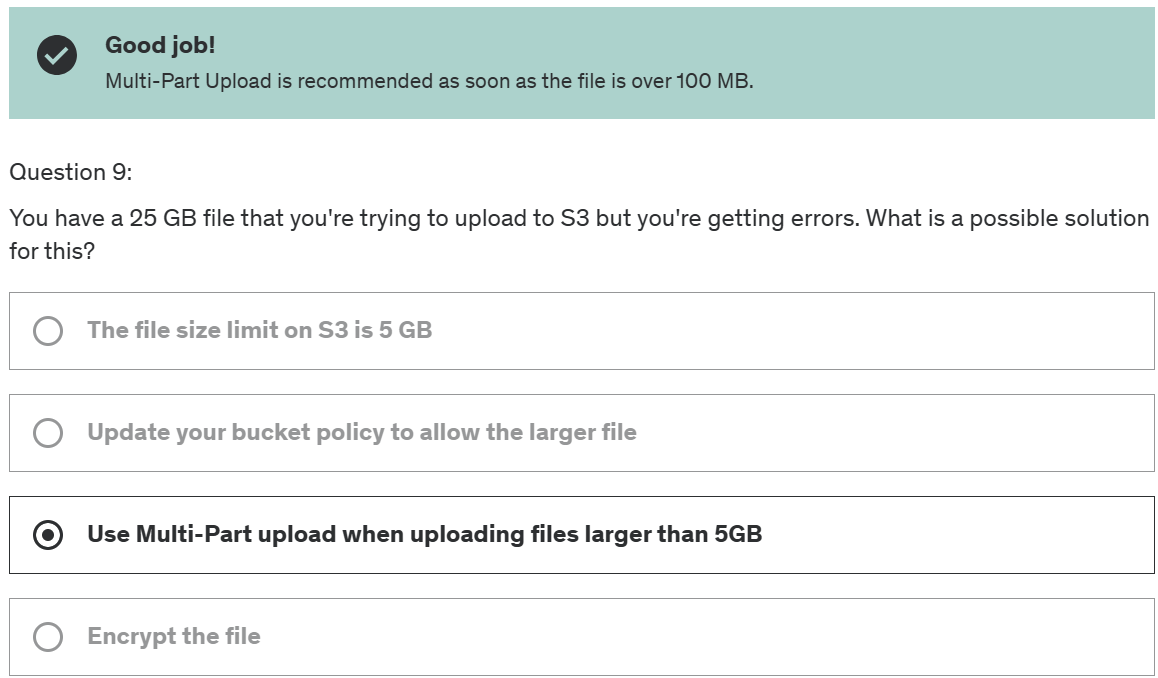 Good job!
Multi-Part Upload is recommended as soon as the file is over 100 MB.
Question 9:
You have a 25 GB file that you're trying to upload to S3 but you're getting errors. What is a possible solution
for this?
The file size limit on S3 is 5 GB
Update your bucket policy to allow the larger file
Use Multi-Part upload when uploading files larger than 5GB
Encrypt the file